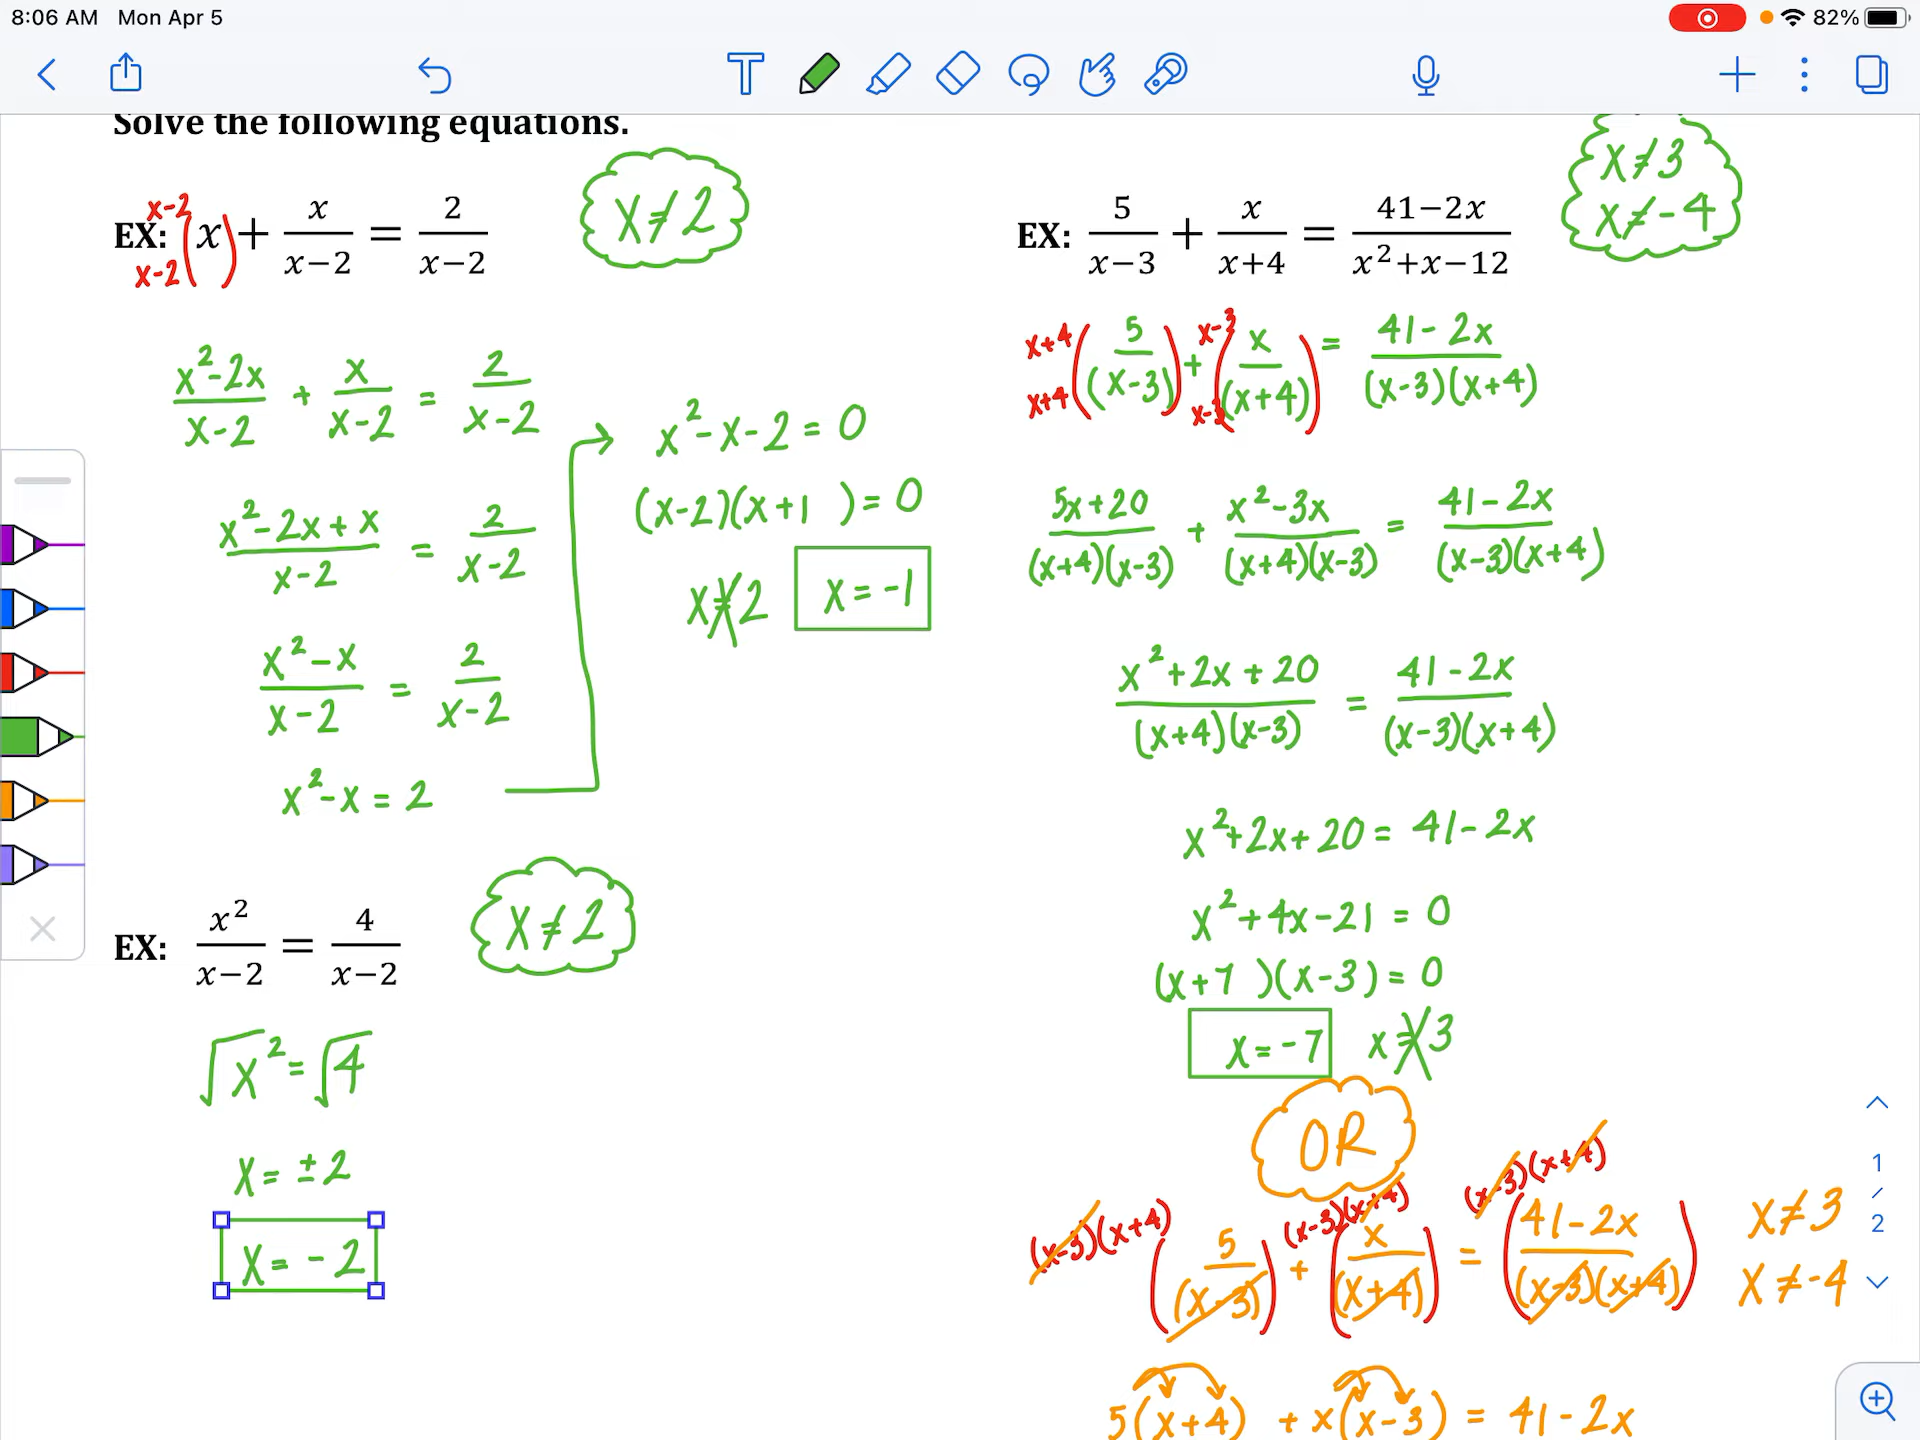 8:06 AM Mon Apr 5
82%
Solve the following equations.
x-2
EX: (x) + x/(x−2) = 2/(x−2)
x-2
x≠2
(x²-2x)/(x-2) + x/(x-2) = 2/(x-2)
(x²-2x+x)/(x-2) = 2/(x-2)
(x²-x)/(x-2) = 2/(x-2)
x²-x = 2
x²-x-2 = 0
(x-2)(x+1) = 0
x≠2 x = -1
EX: x²/(x−2) = 4/(x−2)
x≠2
√x² = √4
x = ±2
x = -2
x≠3
x≠-4
EX: 5/(x−3) + x/(x+4) = (41−2x)/(x²+x−12)
x+4 x-3
(5/(x-3)) + (x/(x+4)) = (41-2x)/((x-3)(x+4))
x+4 x-3
(5x+20)/((x+4)(x-3)) + (x²-3x)/((x+4)(x-3)) = (41-2x)/((x-3)(x+4))
(x²+2x+20)/((x+4)(x-3)) = (41-2x)/((x-3)(x+4))
x²+2x+20 = 41-2x
x²+4x-21 = 0
(x+7)(x-3) = 0
x = -7 x≠3
OR
(x-3)(x+4) (x-3)(x+4) (x-3)(x+4)
(5/(x-3)) + (x/(x+4)) = ((41-2x)/((x-3)(x+4)))
x≠3
x≠-4
5(x+4) + x(x-3) = 41-2x
1
/
2